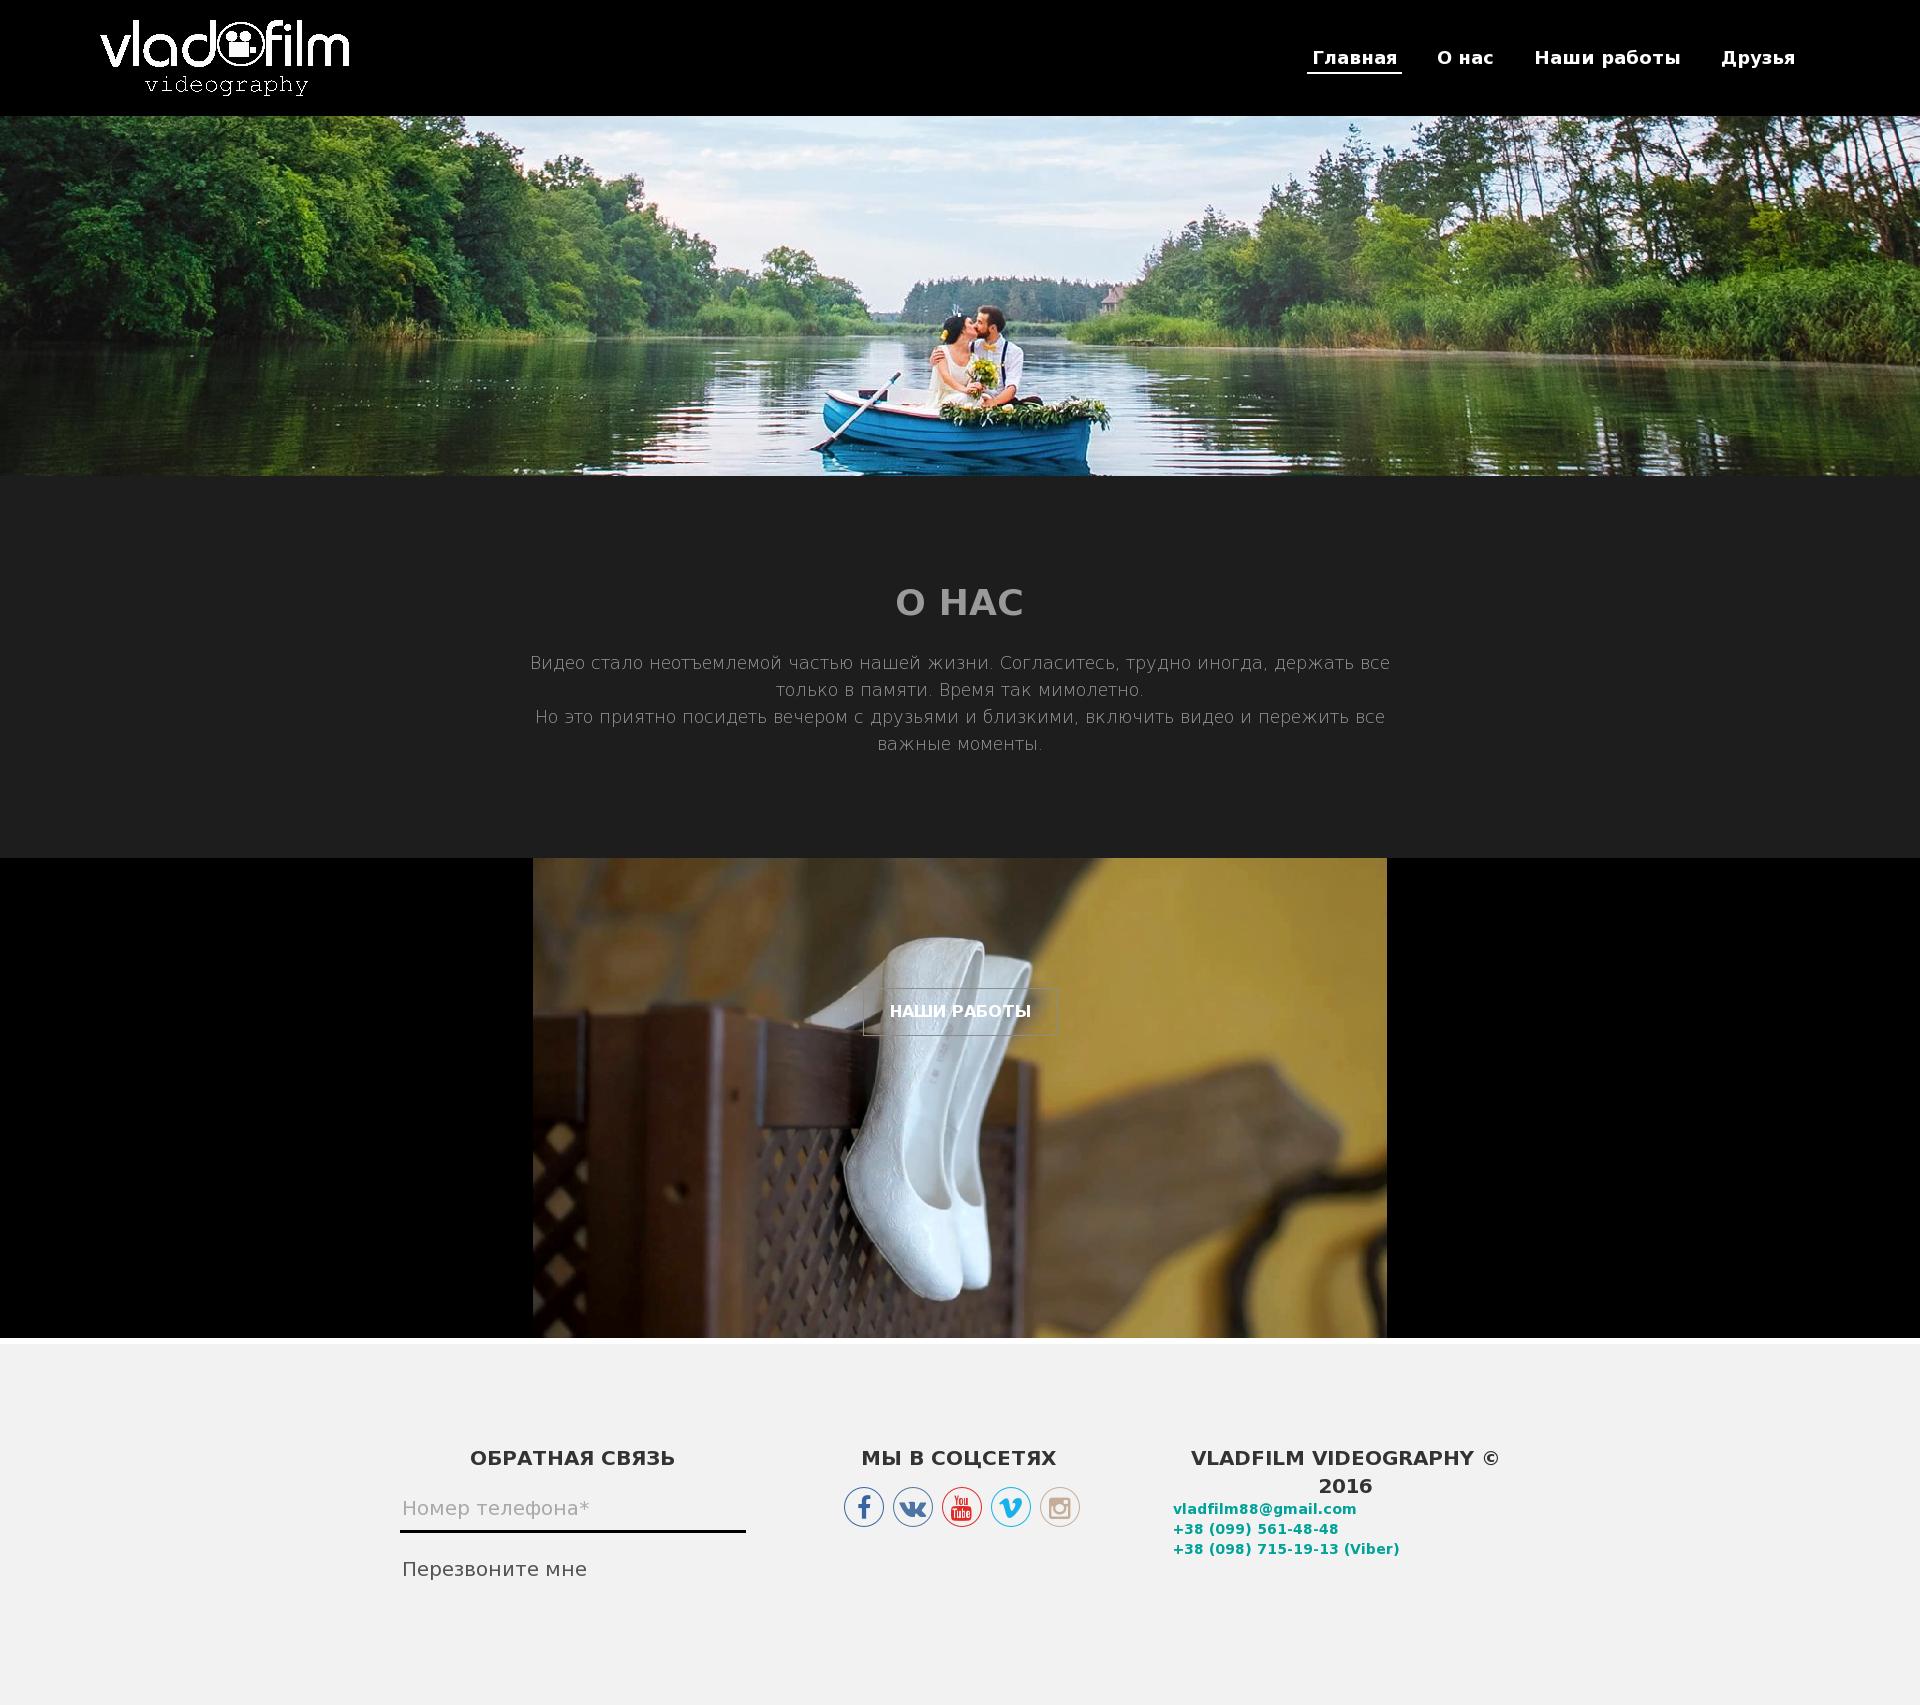 vladfilm
videography
Главная
О нас
Наши работы
Друзья
О НАС
Видео стало неотъемлемой частью нашей жизни. Согласитесь, трудно иногда, держать все
только в памяти. Время так мимолетно.
Но это приятно посидеть вечером с друзьями и близкими, включить видео и пережить все
важные моменты.
НАШИ РАБОТЫ
ОБРАТНАЯ СВЯЗЬ
Номер телефона*
Перезвоните мне
МЫ В СОЦСЕТЯХ
You
Tube
VLADFILM VIDEOGRAPHY ©
2016
vladfilm88@gmail.com
+38 (099) 561-48-48
+38 (098) 715-19-13 (Viber)